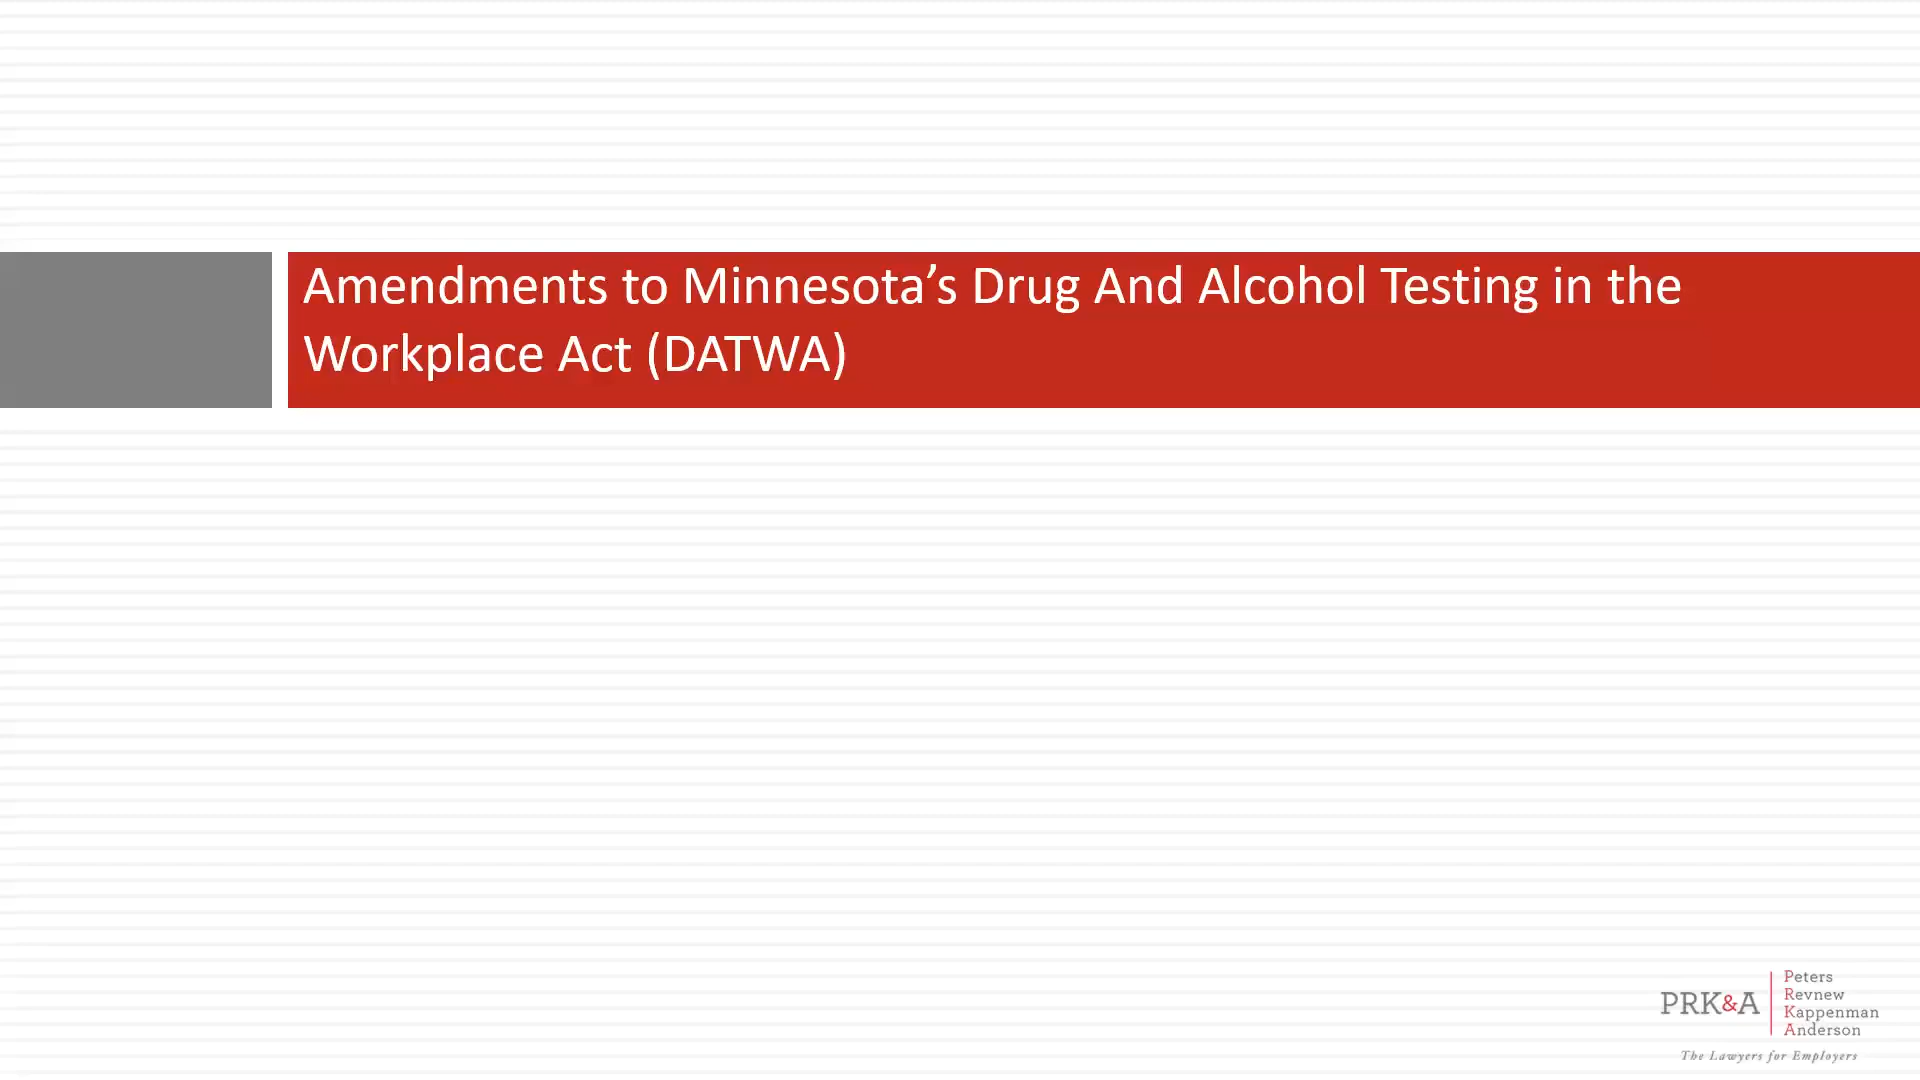 Amendments to Minnesota’s Drug And Alcohol Testing in the
Workplace Act (DATWA)
PRK&A
Peters
Revnew
Kappenman
Anderson
The Lawyers for Employers